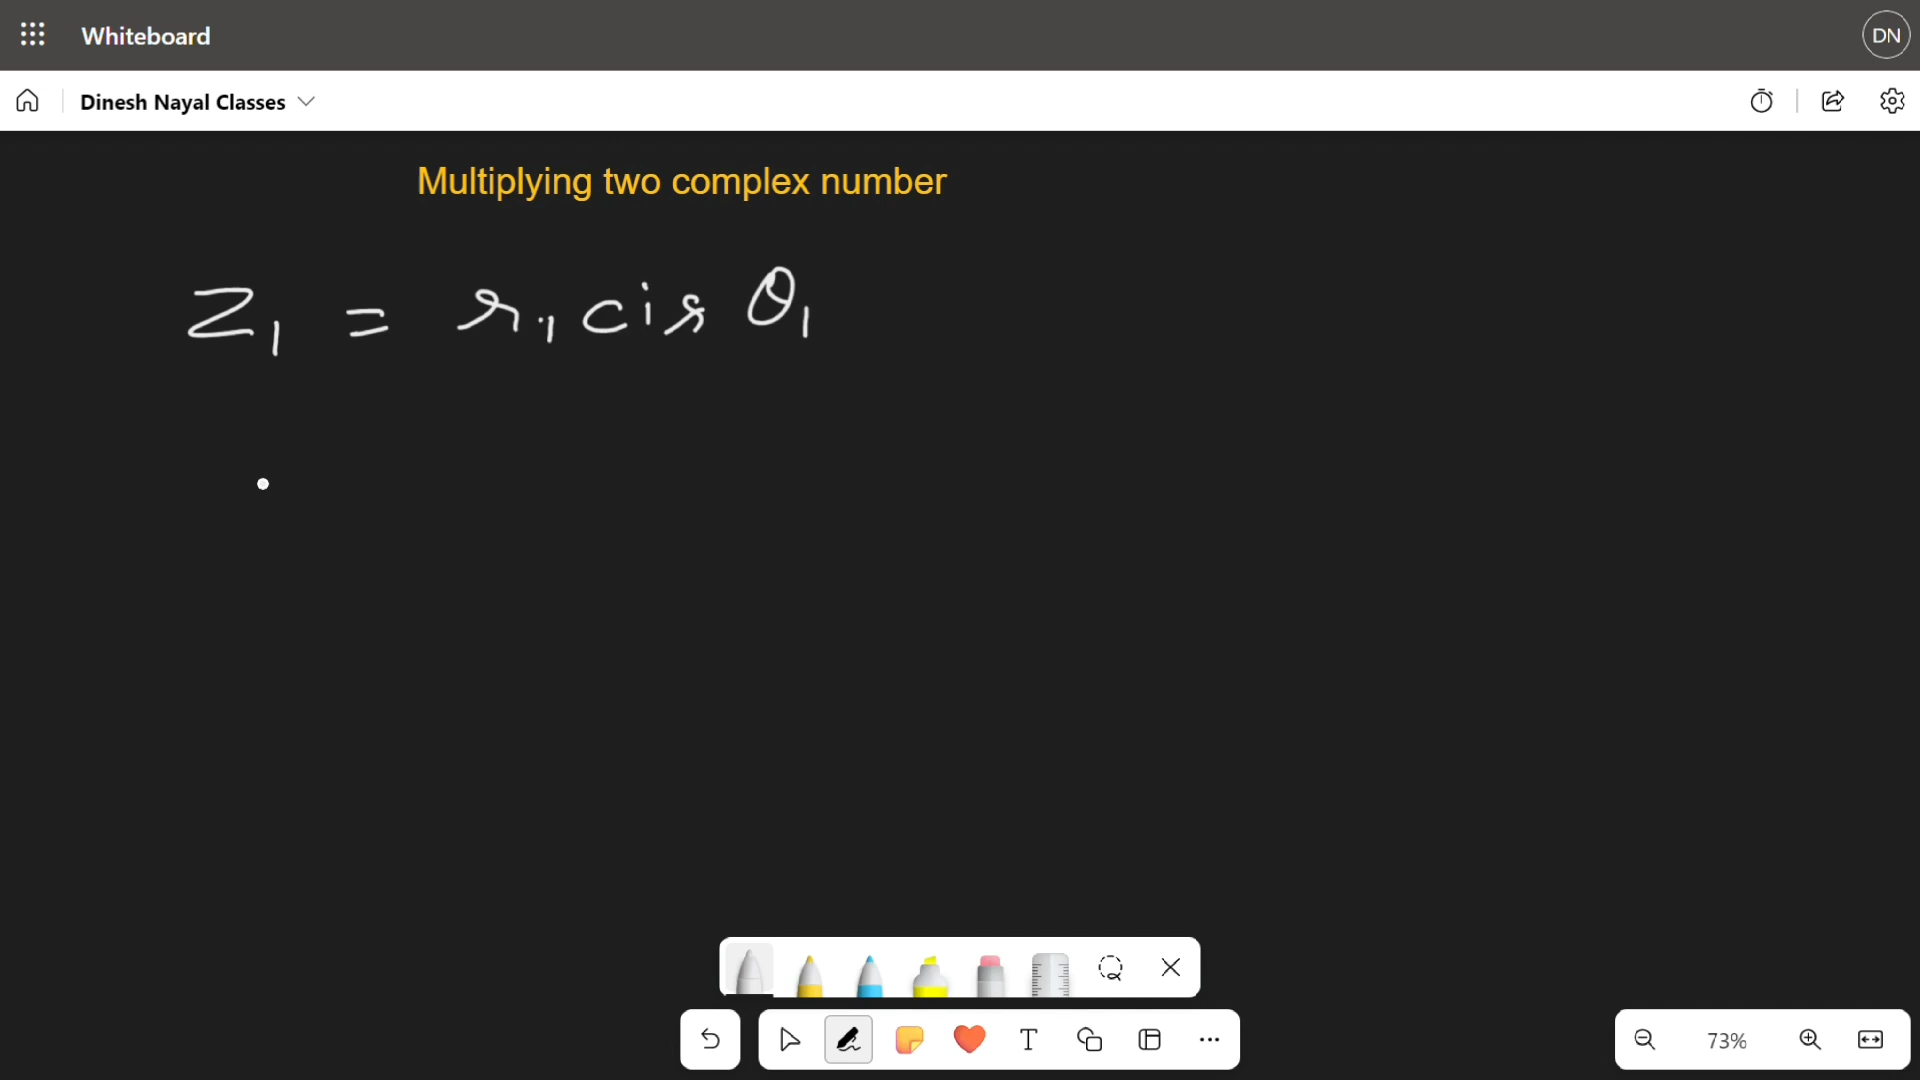 Whiteboard
DN
Dinesh Nayal Classes
Multiplying two complex number
Z₁ = r₁ cis θ₁
T
73%